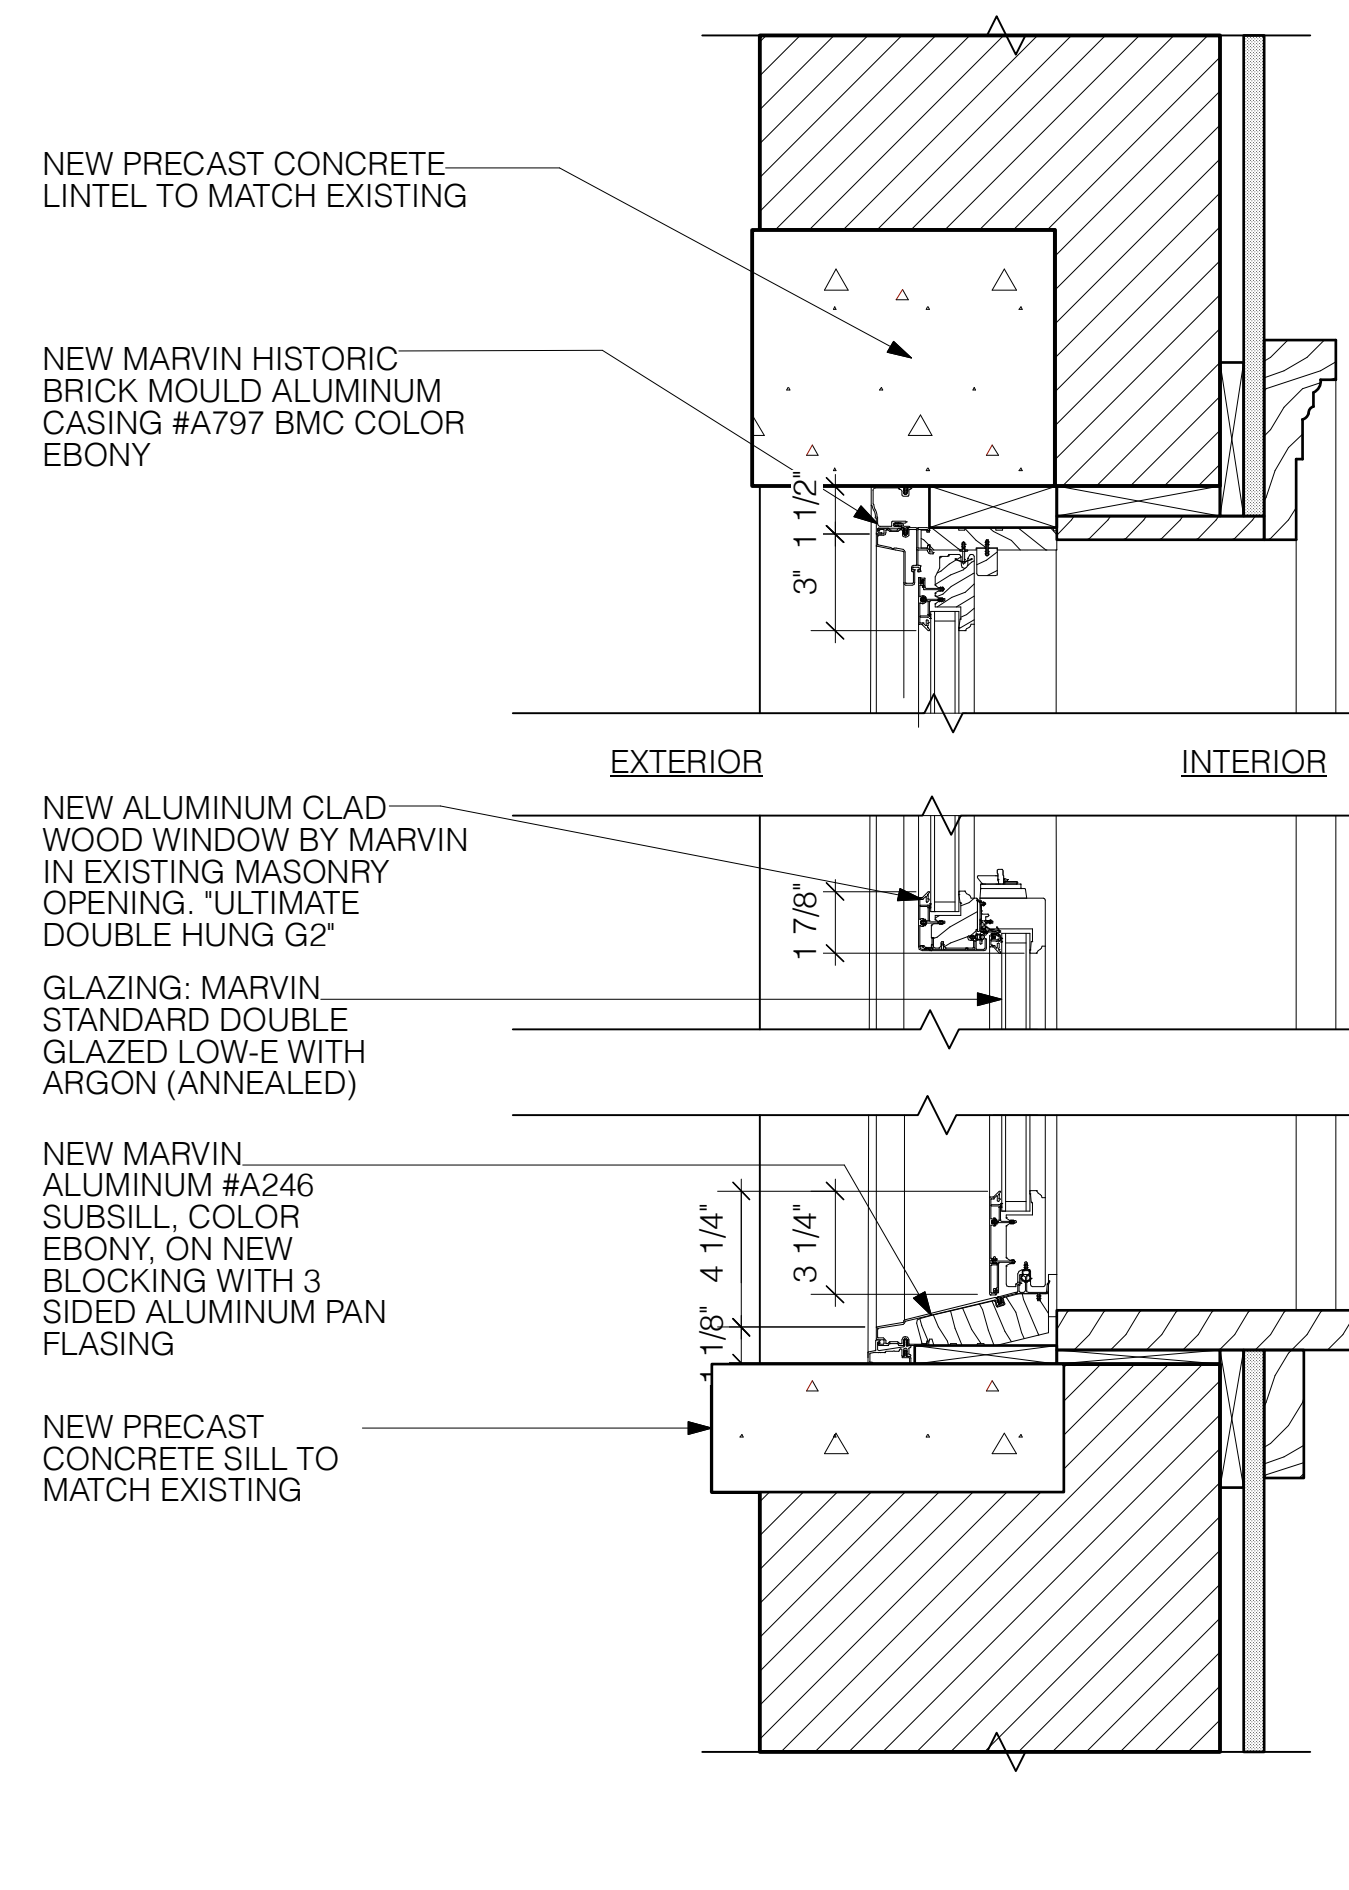 NEW PRECAST CONCRETE
LINTEL TO MATCH EXISTING
NEW MARVIN HISTORIC
BRICK MOULD ALUMINUM
CASING #A797 BMC COLOR
EBONY
1 1/2"
3"
EXTERIOR
INTERIOR
NEW ALUMINUM CLAD
WOOD WINDOW BY MARVIN
IN EXISTING MASONRY
OPENING. "ULTIMATE
DOUBLE HUNG G2"
1 7/8"
GLAZING: MARVIN
STANDARD DOUBLE
GLAZED LOW-E WITH
ARGON (ANNEALED)
NEW MARVIN
ALUMINUM #A246
SUBSILL, COLOR
EBONY, ON NEW
BLOCKING WITH 3
SIDED ALUMINUM PAN
FLASING
4 1/4"
3 1/4"
1 1/8"
NEW PRECAST
CONCRETE SILL TO
MATCH EXISTING